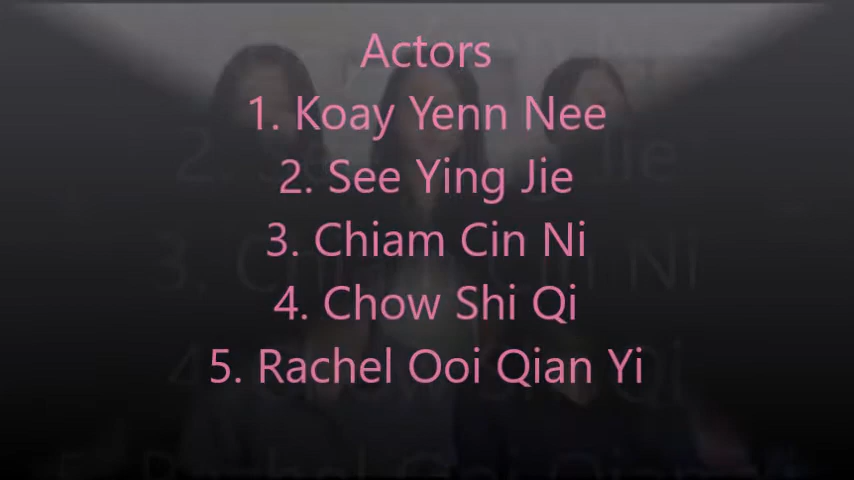 Actors
1. Koay Yenn Nee
2. See Ying Jie
3. Chiam Cin Ni
4. Chow Shi Qi
5. Rachel Ooi Qian Yi